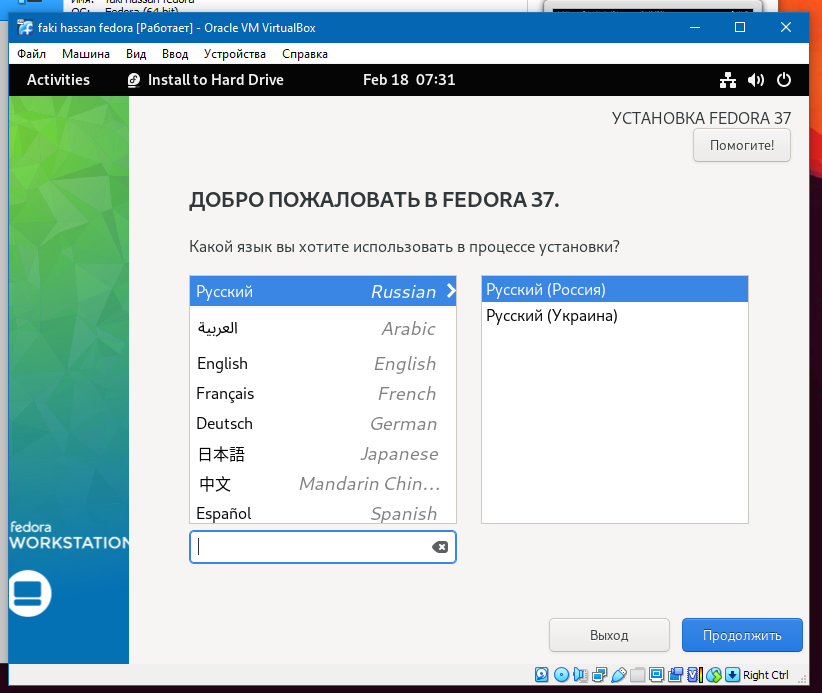 faki hassan fedora
Fedora (64 bit)
faki hassan fedora [Работает] - Oracle VM VirtualBox
Файл Машина Вид Ввод Устройства Справка
Activities Install to Hard Drive Feb 18 07:31
УСТАНОВКА FEDORA 37
Помогите!
ДОБРО ПОЖАЛОВАТЬ В FEDORA 37.
Какой язык вы хотите использовать в процессе установки?
Русский Russian
العربية Arabic
English English
Français French
Deutsch German
日本語 Japanese
中文 Mandarin Chin…
Español Spanish
Русский (Россия)
Русский (Украина)
fedora
WORKSTATION
Выход
Продолжить
Right Ctrl